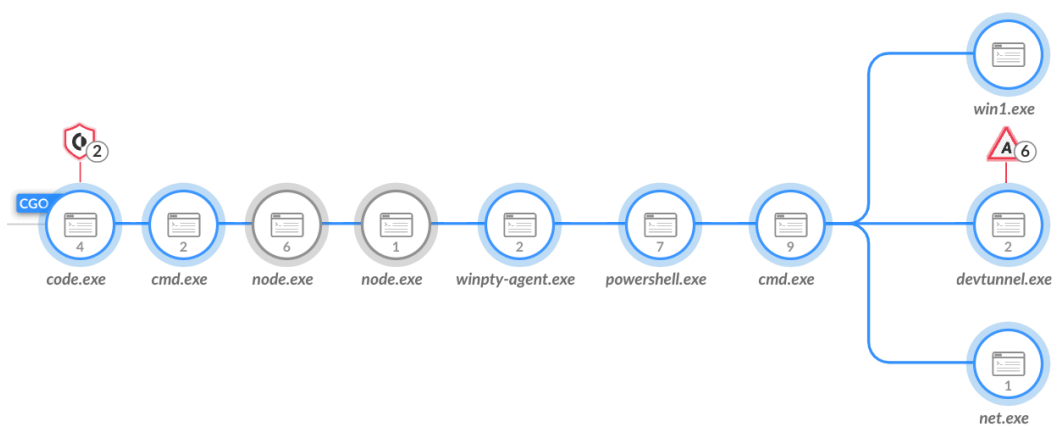 win1.exe
2
A 6
CGO
4
2
6
1
2
7
9
2
code.exe
cmd.exe
node.exe
node.exe
winpty-agent.exe
powershell.exe
cmd.exe
devtunnel.exe
1
net.exe